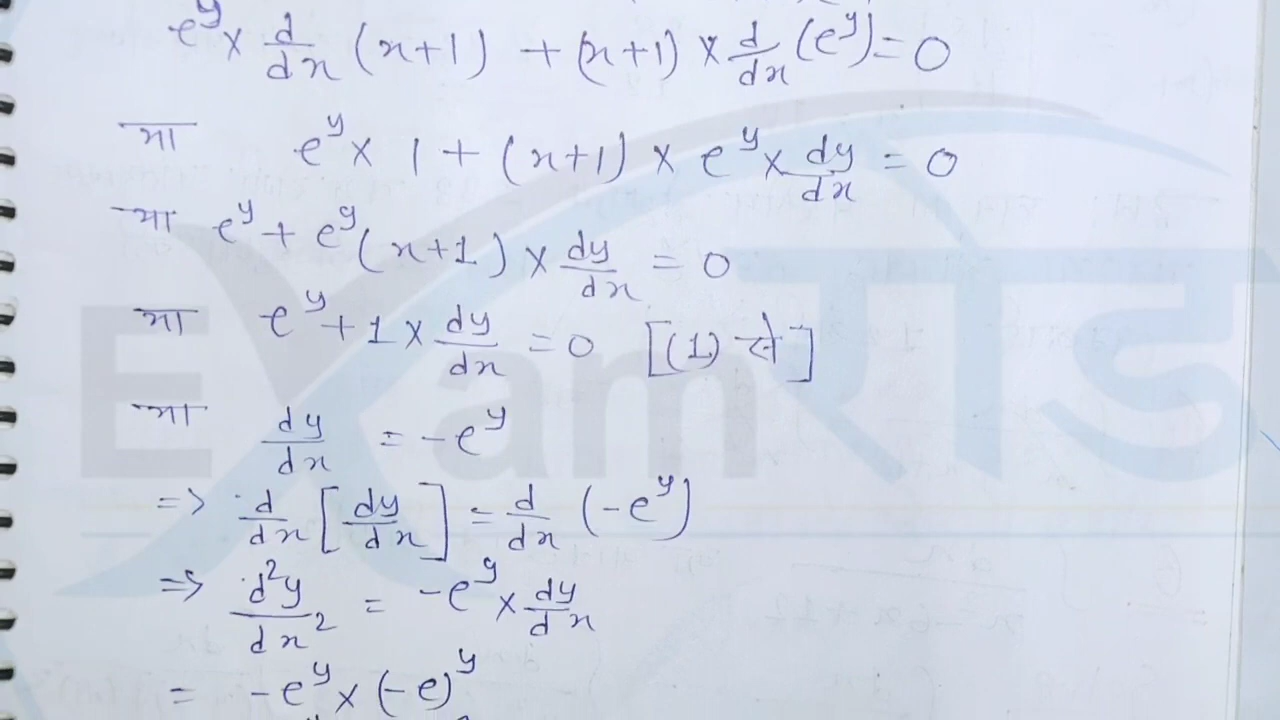 e^y × d/dx (x+1) + (x+1) × d/dx (e^y) = 0
या e^y × 1 + (x+1) × e^y × dy/dx = 0
या e^y + e^y (x+1) × dy/dx = 0
या e^y + 1 × dy/dx = 0 [(1) से]
या dy/dx = -e^y
=> d/dx [dy/dx] = d/dx (-e^y)
=> d²y/dx² = -e^y × dy/dx
= -e^y × (-e)^y
Examरोड